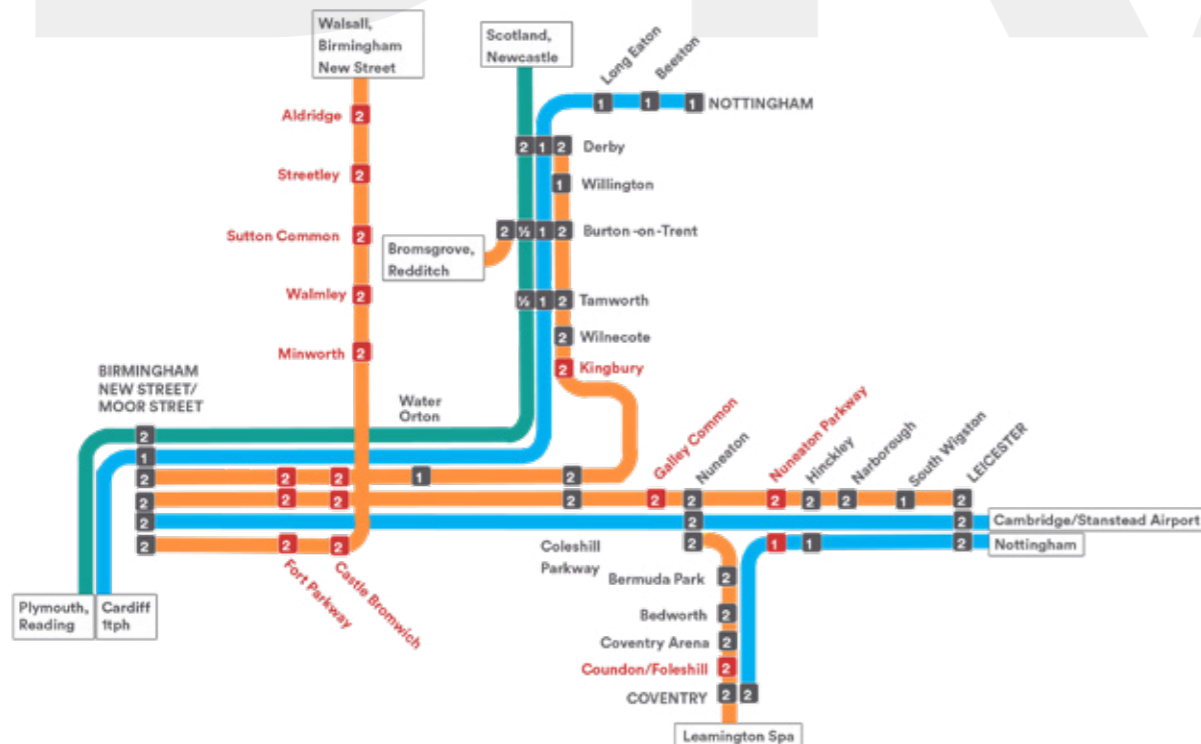 Walsall,
Birmingham
New Street
Scotland,
Newcastle
Long Eaton
Beeston
1 1 1 NOTTINGHAM
Aldridge 2
2 1 2 Derby
Streetley 2
1 Willington
Sutton Common 2
2 ½ 1 2 Burton-on-Trent
Bromsgrove,
Redditch
Walmley 2
½ 1 2 Tamworth
2 Wilnecote
Minworth 2
2 Kingbury
BIRMINGHAM
NEW STREET/
MOOR STREET
Water
Orton
Galley Common
Nuneaton
Nuneaton Parkway
Hinckley
Narborough
South Wigston
LEICESTER
2
1
2 2 2 1 2
2 2 2 2 2 2 2 2 2 1 2
2 2 2 Cambridge/Stanstead Airport
2 2 2 2 1 1 2 Nottingham
Fort Parkway
Castle Bromwich
Coleshill
Parkway
Bermuda Park 2
Bedworth 2
Coventry Arena 2
Coundon/Foleshill 2
COVENTRY 2 2
Leamington Spa
Plymouth,
Reading
Cardiff
1tph